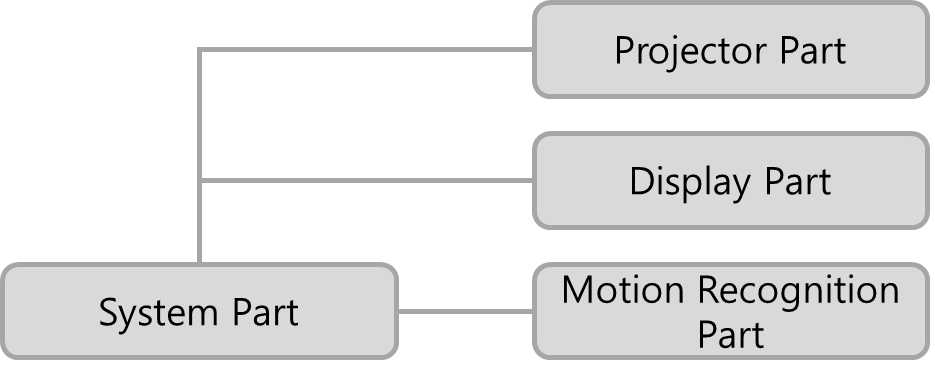 Projector Part
Display Part
System Part
Motion Recognition
Part